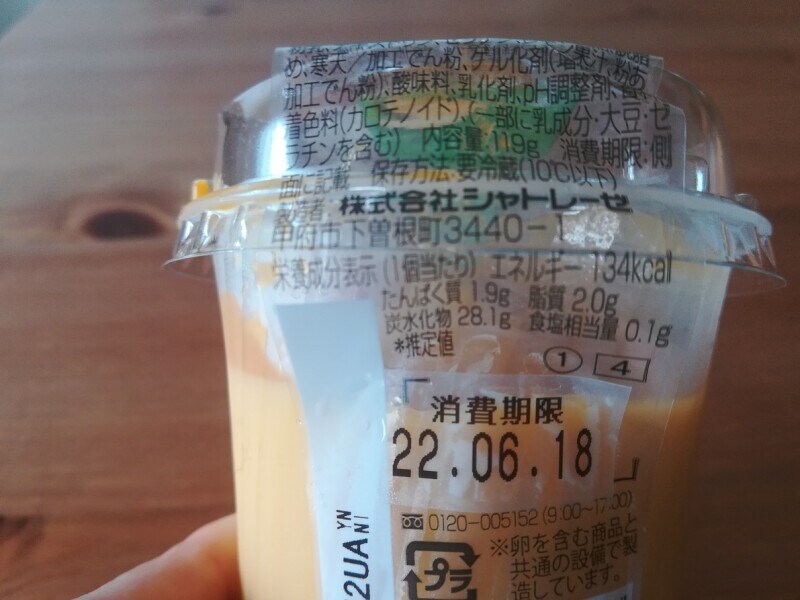 め、寒天/加工でん粉、ゲル化剤(増粘多糖
加工でん粉)、酸味料、乳化剤、pH調整剤、香
着色料(カロテノイド)、(一部に乳成分・大豆・ゼ
ラチンを含む) 内容量:119g 消費期限:側
面に記載 保存方法:要冷蔵(10℃以下)
製造者 株式会社シャトレーゼ
甲府市下曽根町3440-1
栄養成分表示(1個当たり) エネルギー 134kcal
たんぱく質 1.9g 脂質 2.0g
炭水化物 28.1g 食塩相当量 0.1g
*推定値
1 4
消費期限
22.06.18
0120-005152(9:00~17:00)
※卵を含む商品と
共通の設備で製
造しています。
プラ
2UA YN NI